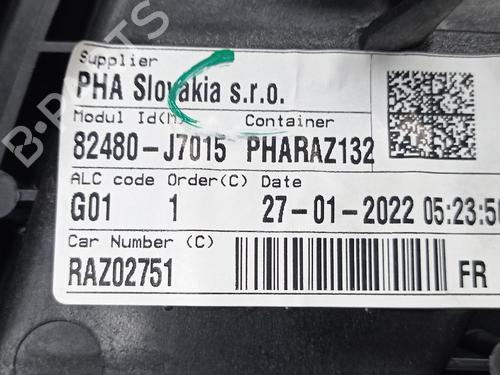 Supplier
PHA Slovakia s.r.o.
Modul Id(M) Container
82480-J7015 PHARAZ132
ALC code Order(C) Date
G01 1 27-01-2022 05:23:50
Car Number (C)
RAZ02751 FR
B-Parts